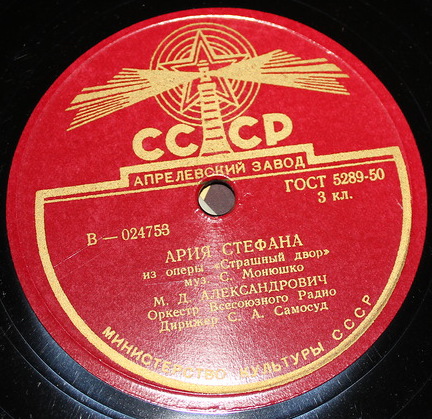 СССР
АПРЕЛЕВСКИЙ ЗАВОД
ГОСТ 5289-50
3 кл.
В — 024753
АРИЯ СТЕФАНА
из оперы «Страшный двор»
муз. С. Монюшко
М. Д. АЛЕКСАНДРОВИЧ
Оркестр Всесоюзного Радио
Дирижер С. А. Самосуд
МИНИСТЕРСТВО КУЛЬТУРЫ СССР